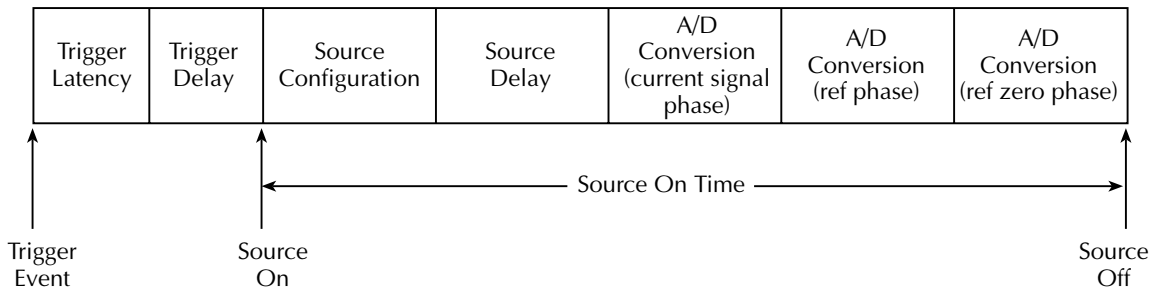 Trigger
Latency
Trigger
Delay
Source
Configuration
Source
Delay
A/D
Conversion
(current signal
phase)
A/D
Conversion
(ref phase)
A/D
Conversion
(ref zero phase)
Source On Time
Trigger
Event
Source
On
Source
Off